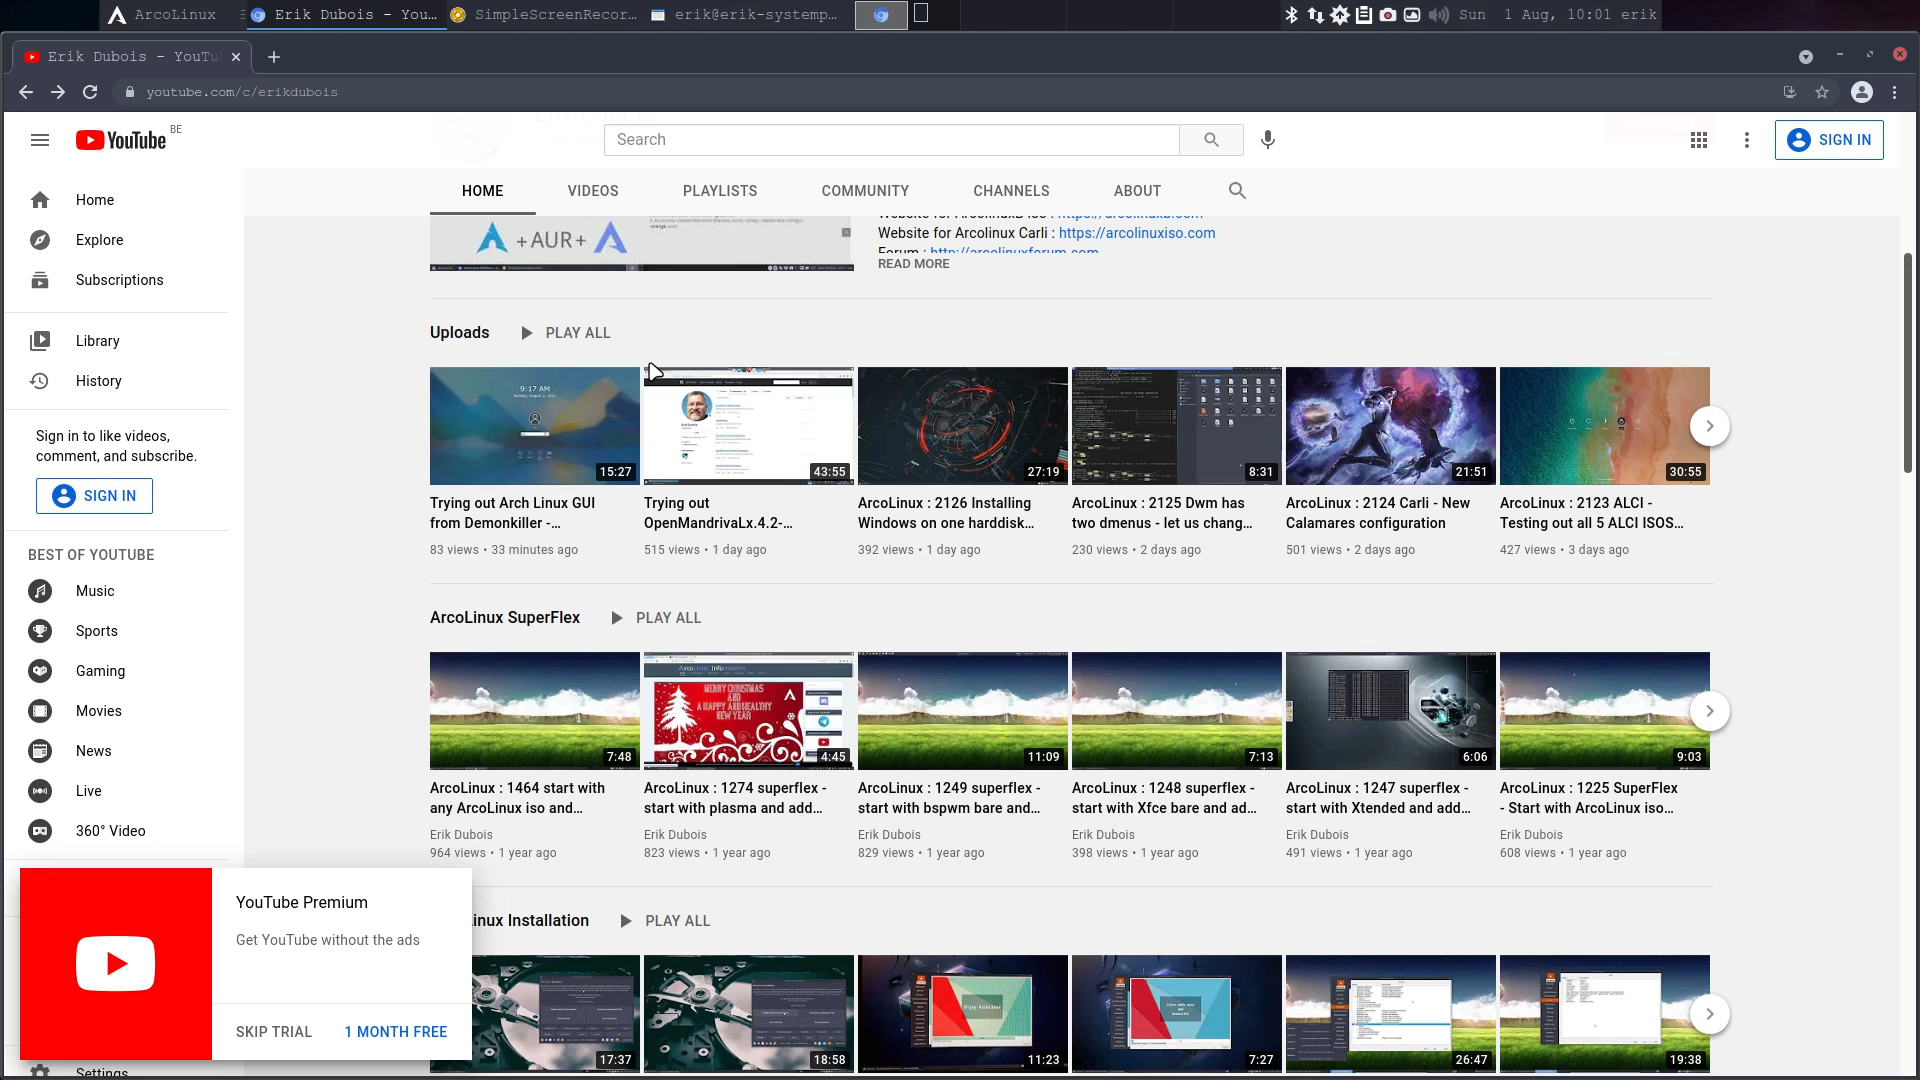 ArcoLinux
Erik Dubois - You...
SimpleScreenRecor...
erik@erik-systemp...
Sun 1 Aug, 10:01 erik
Erik Dubois - YouTu
youtube.com/c/erikdubois
YouTube BE
Search
SIGN IN
HOME VIDEOS PLAYLISTS COMMUNITY CHANNELS ABOUT
Home
Explore
Subscriptions
Library
History
Sign in to like videos,
comment, and subscribe.
SIGN IN
BEST OF YOUTUBE
Music
Sports
Gaming
Movies
News
Live
360° Video
Settings
+AUR+
Website for Arcolinux Carli : https://arcolinuxiso.com
Forum : http://arcolinuxforum.com
READ MORE
Uploads PLAY ALL
9:17 AM
15:27
43:55
27:19
8:31
21:51
30:55
Trying out Arch Linux GUI
from Demonkiller -...
83 views • 33 minutes ago
Trying out
OpenMandrivaLx.4.2-...
515 views • 1 day ago
ArcoLinux : 2126 Installing
Windows on one harddisk...
392 views • 1 day ago
ArcoLinux : 2125 Dwm has
two dmenus - let us chang...
230 views • 2 days ago
ArcoLinux : 2124 Carli - New
Calamares configuration
501 views • 2 days ago
ArcoLinux : 2123 ALCI -
Testing out all 5 ALCI ISOS...
427 views • 3 days ago
ArcoLinux SuperFlex PLAY ALL
MERRY CHRISTMAS
AND
A HAPPY AND HEALTHY
NEW YEAR
7:48
4:45
11:09
7:13
6:06
9:03
ArcoLinux : 1464 start with
any ArcoLinux iso and...
Erik Dubois
964 views • 1 year ago
ArcoLinux : 1274 superflex -
start with plasma and add...
Erik Dubois
823 views • 1 year ago
ArcoLinux : 1249 superflex -
start with bspwm bare and...
Erik Dubois
829 views • 1 year ago
ArcoLinux : 1248 superflex -
start with Xfce bare and ad...
Erik Dubois
398 views • 1 year ago
ArcoLinux : 1247 superflex -
start with Xtended and add...
Erik Dubois
491 views • 1 year ago
ArcoLinux : 1225 SuperFlex
- Start with ArcoLinux iso...
Erik Dubois
608 views • 1 year ago
inux Installation PLAY ALL
17:37
18:58
11:23
7:27
26:47
19:38
YouTube Premium
Get YouTube without the ads
SKIP TRIAL 1 MONTH FREE